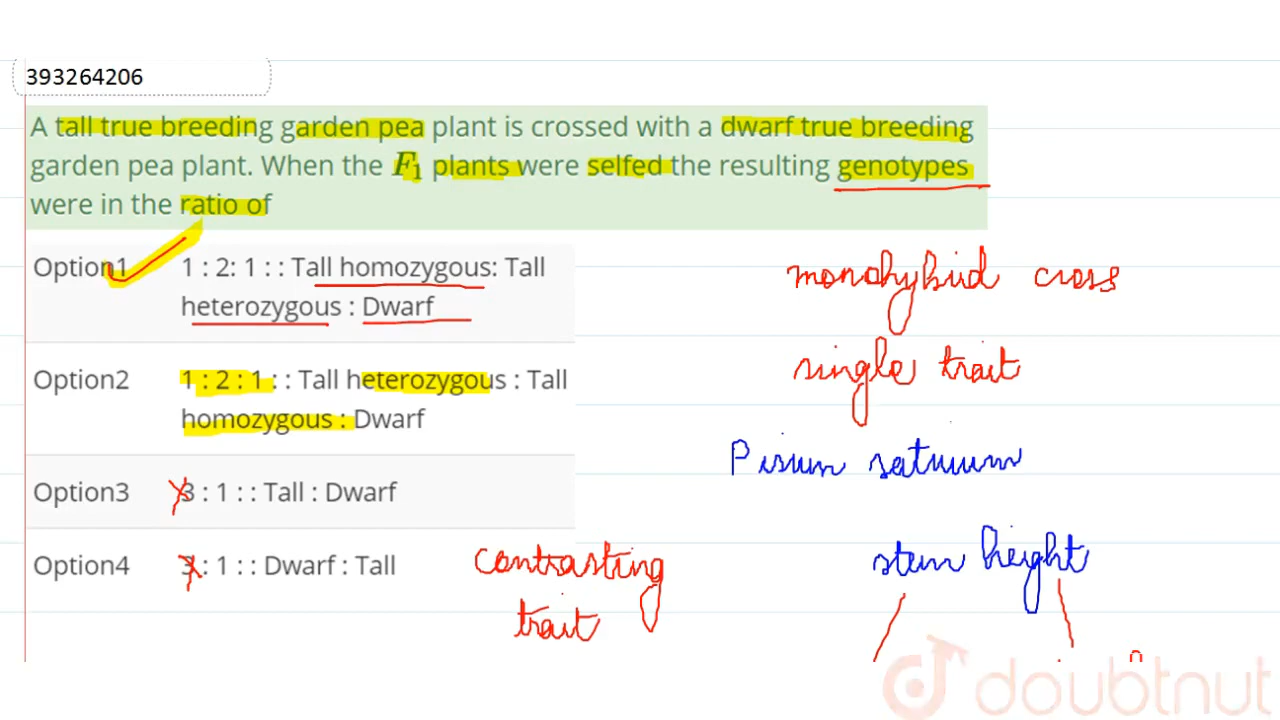 393264206
A tall true breeding garden pea plant is crossed with a dwarf true breeding
garden pea plant. When the F₁ plants were selfed the resulting genotypes
were in the ratio of
Option1 1 : 2: 1 : : Tall homozygous: Tall
heterozygous : Dwarf
Option2 1 : 2 : 1 : : Tall heterozygous : Tall
homozygous : Dwarf
Option3 3 : 1 : : Tall : Dwarf
Option4 3 : 1 : : Dwarf : Tall
monohybrid cross
single trait
Pisum sativum
stem height
contrasting
trait
doubtnut